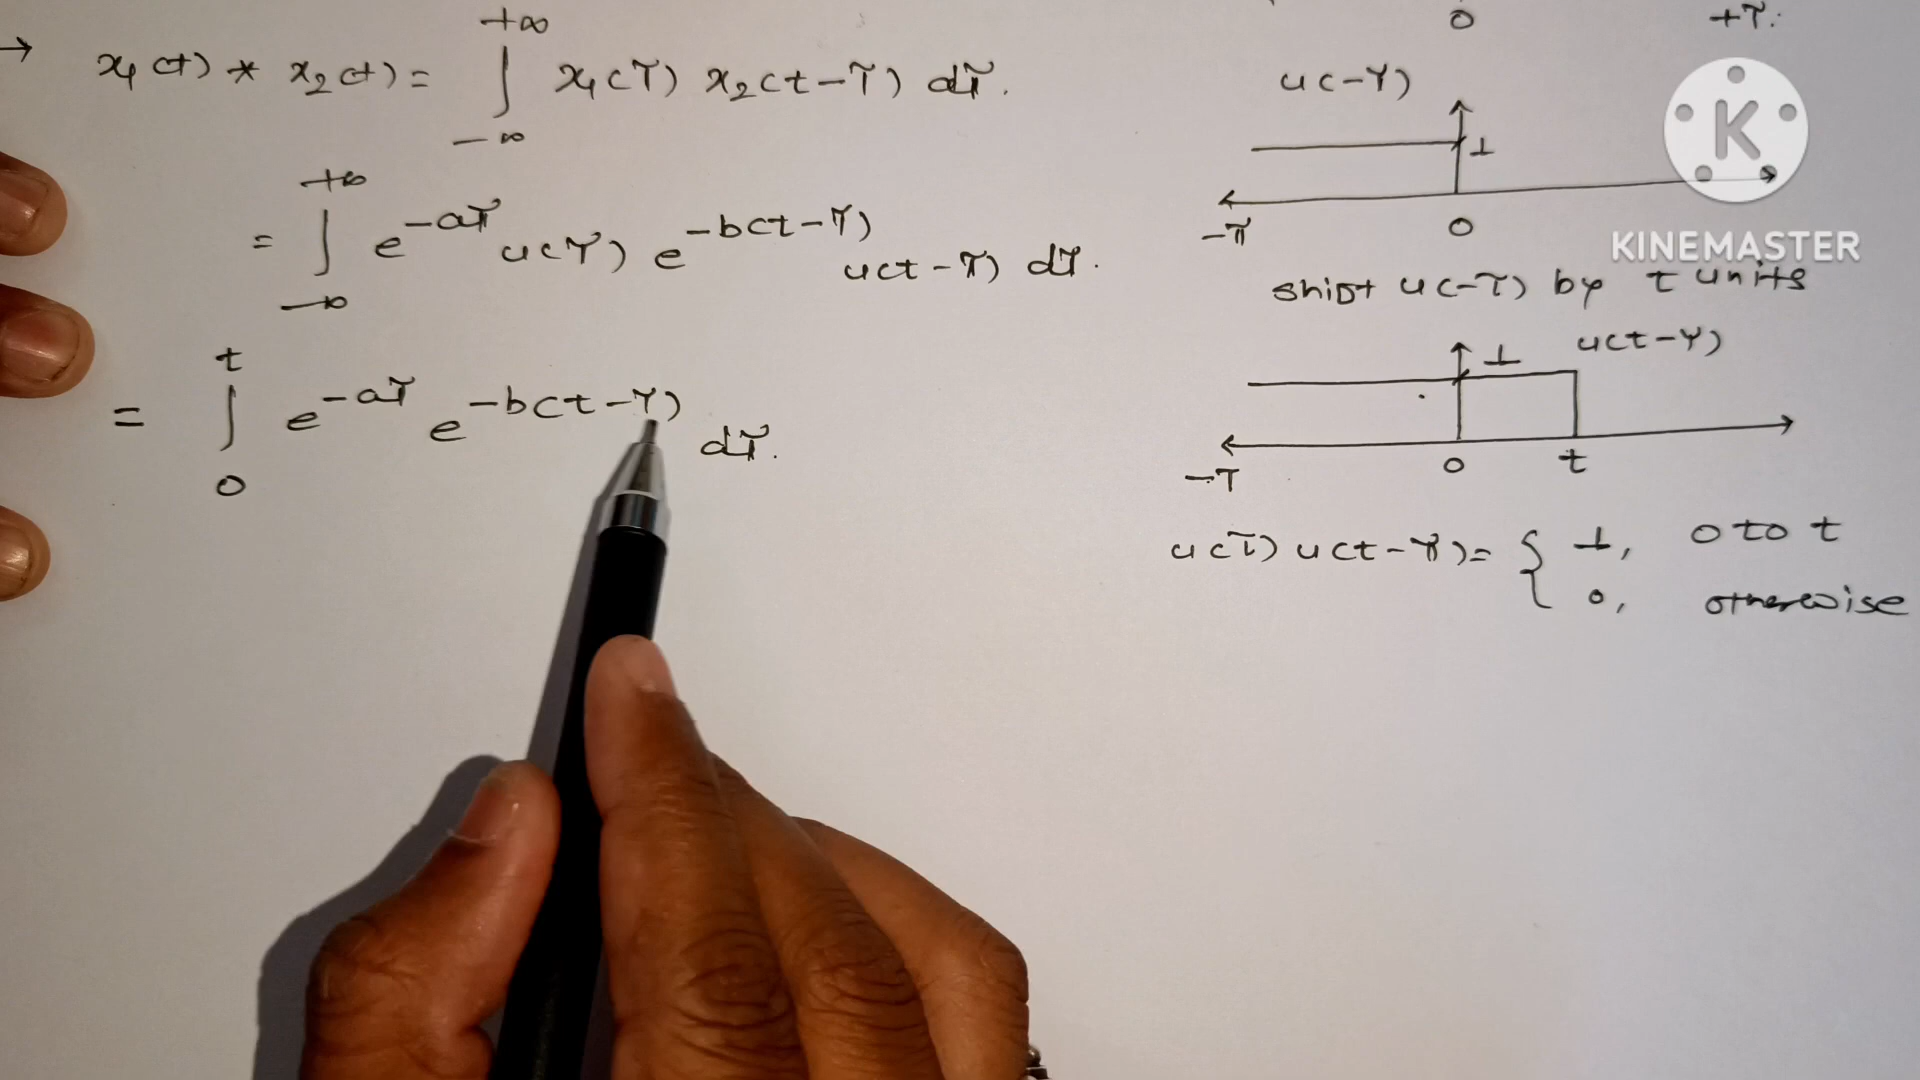 → x₁(t) * x₂(t) = ∫_{-∞}^{+∞} x₁(τ) x₂(t-τ) dτ.
= ∫_{-∞}^{+∞} e^{-aτ} u(τ) e^{-b(t-τ)} u(t-τ) dτ.
= ∫_{0}^{t} e^{-aτ} e^{-b(t-τ)} dτ.
0 +τ.
u(-τ)
1
-τ 0
shift u(-τ) by t units
1 u(t-τ)
-τ 0 t
u(τ) u(t-τ) = { 1, 0 to t
0, otherwise
K
KINEMASTER